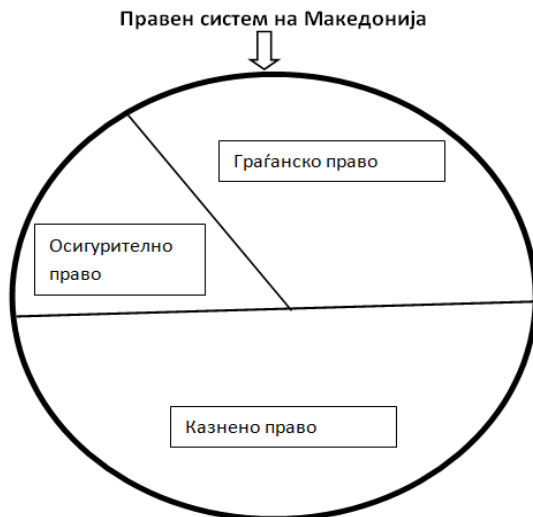 Правен систем на Македонија
Граѓанско право
Осигурително
право
Казнено право